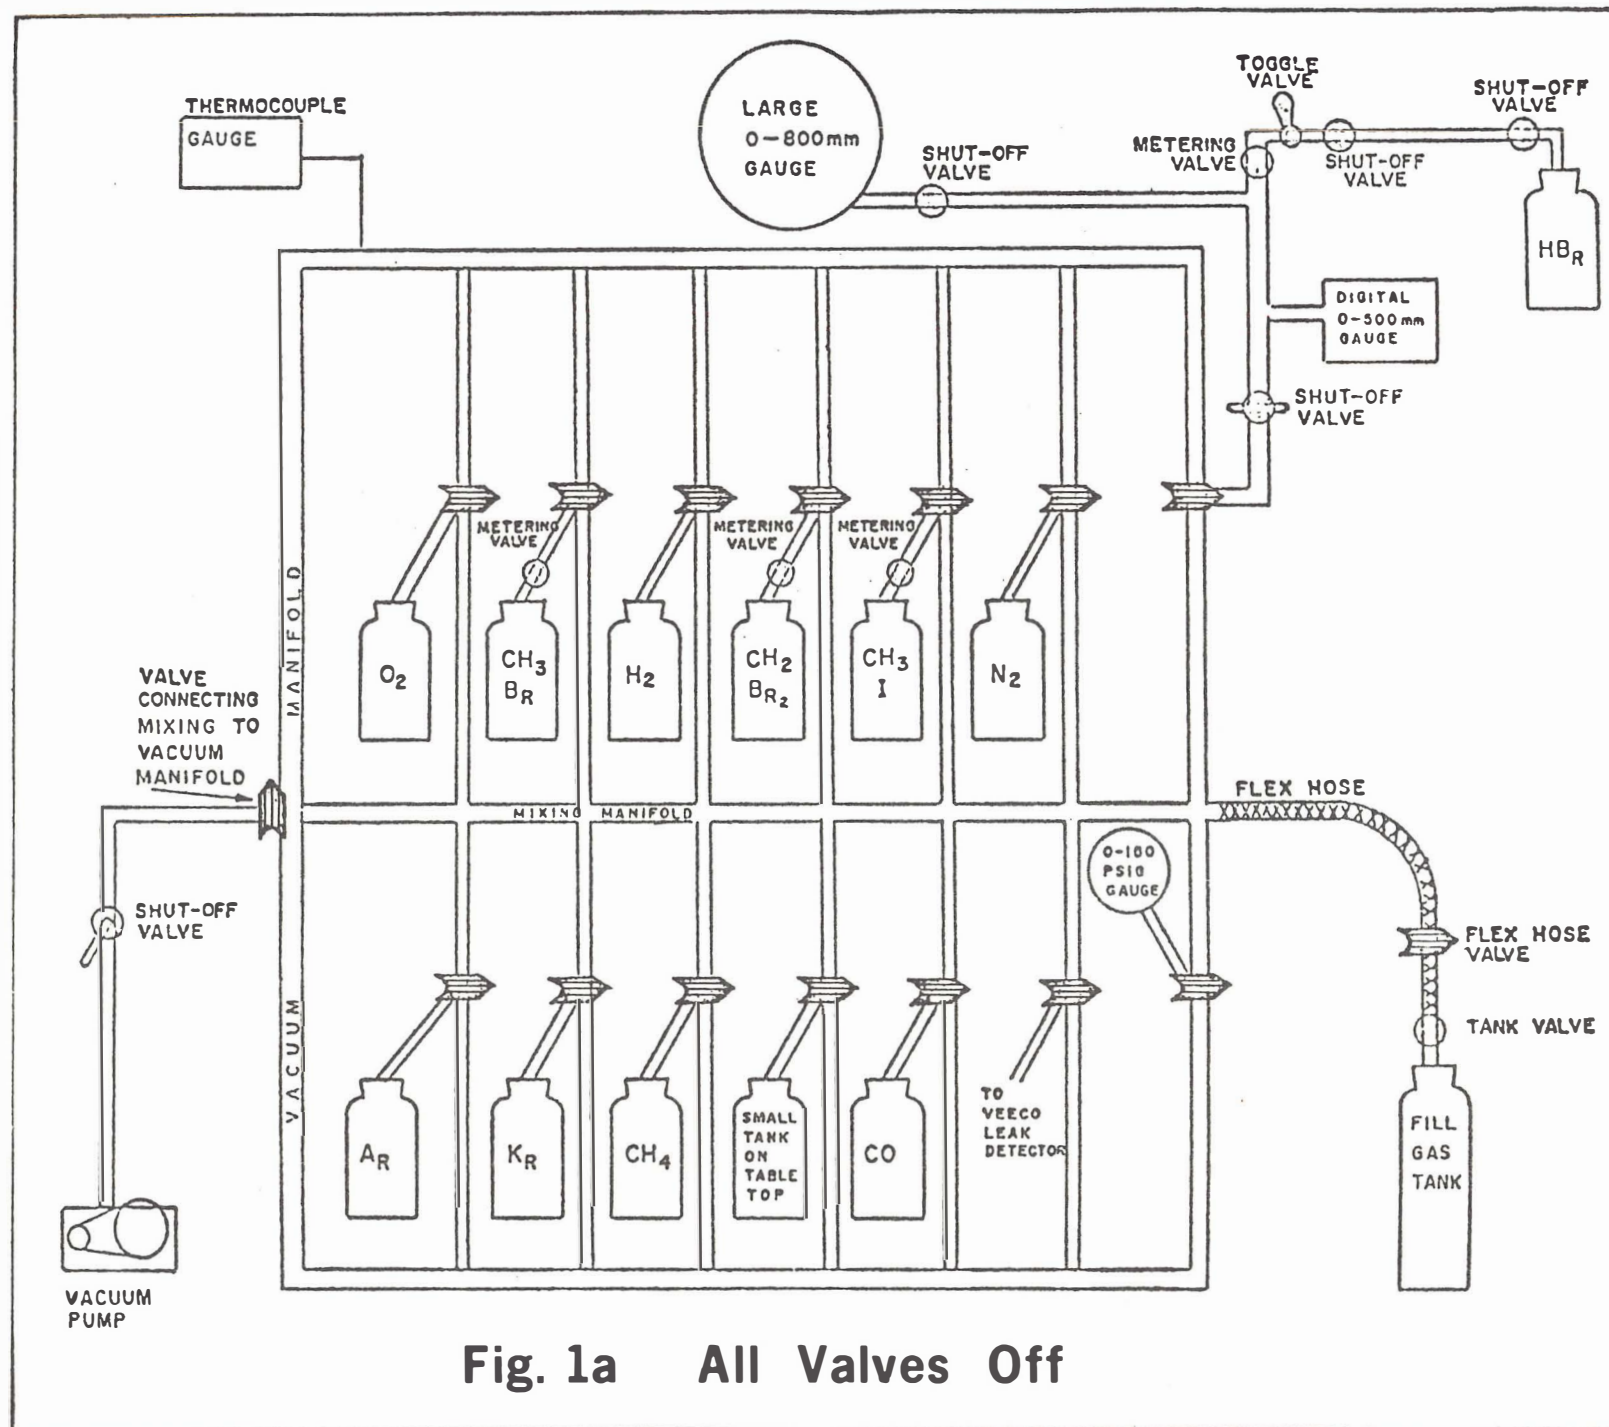 THERMOCOUPLE
GAUGE
LARGE
0-800mm
GAUGE
SHUT-OFF
VALVE
TOGGLE
VALVE
METERING
VALVE
SHUT-OFF
VALVE
SHUT-OFF
VALVE
HBR
DIGITAL
0-500mm
GAUGE
SHUT-OFF
VALVE
METERING
VALVE
METERING
VALVE
METERING
VALVE
O2
CH3
BR
H2
CH2
BR2
CH3
I
N2
MANIFOLD
VALVE
CONNECTING
MIXING TO
VACUUM
MANIFOLD
MIXING MANIFOLD
FLEX HOSE
0-160
PSIG
GAUGE
SHUT-OFF
VALVE
FLEX HOSE
VALVE
TANK VALVE
VACUUM
AR
KR
CH4
SMALL
TANK
ON
TABLE
TOP
CO
TO
VEECO
LEAK
DETECTOR
FILL
GAS
TANK
VACUUM
PUMP
Fig. 1a All Valves Off